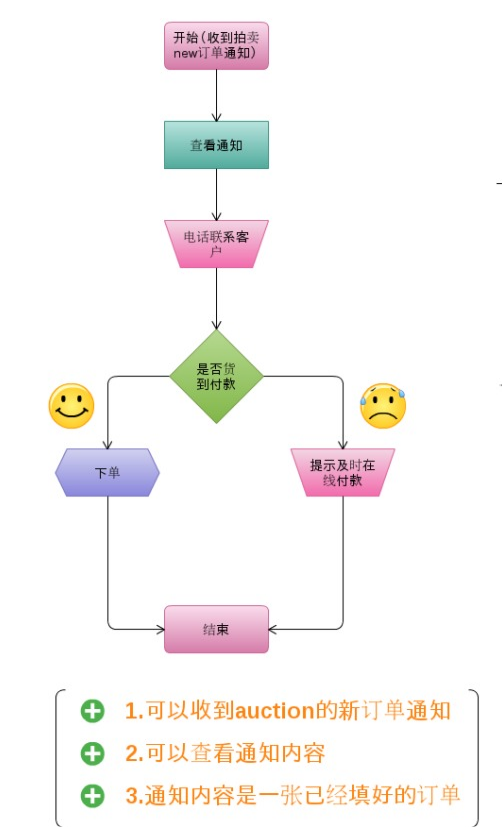 开始(收到拍卖
new订单通知)
查看通知
电话联系客
户
是否货
到付款
下单
提示及时在
线付款
结束
1.可以收到auction的新订单通知
2.可以查看通知内容
3.通知内容是一张已经填好的订单